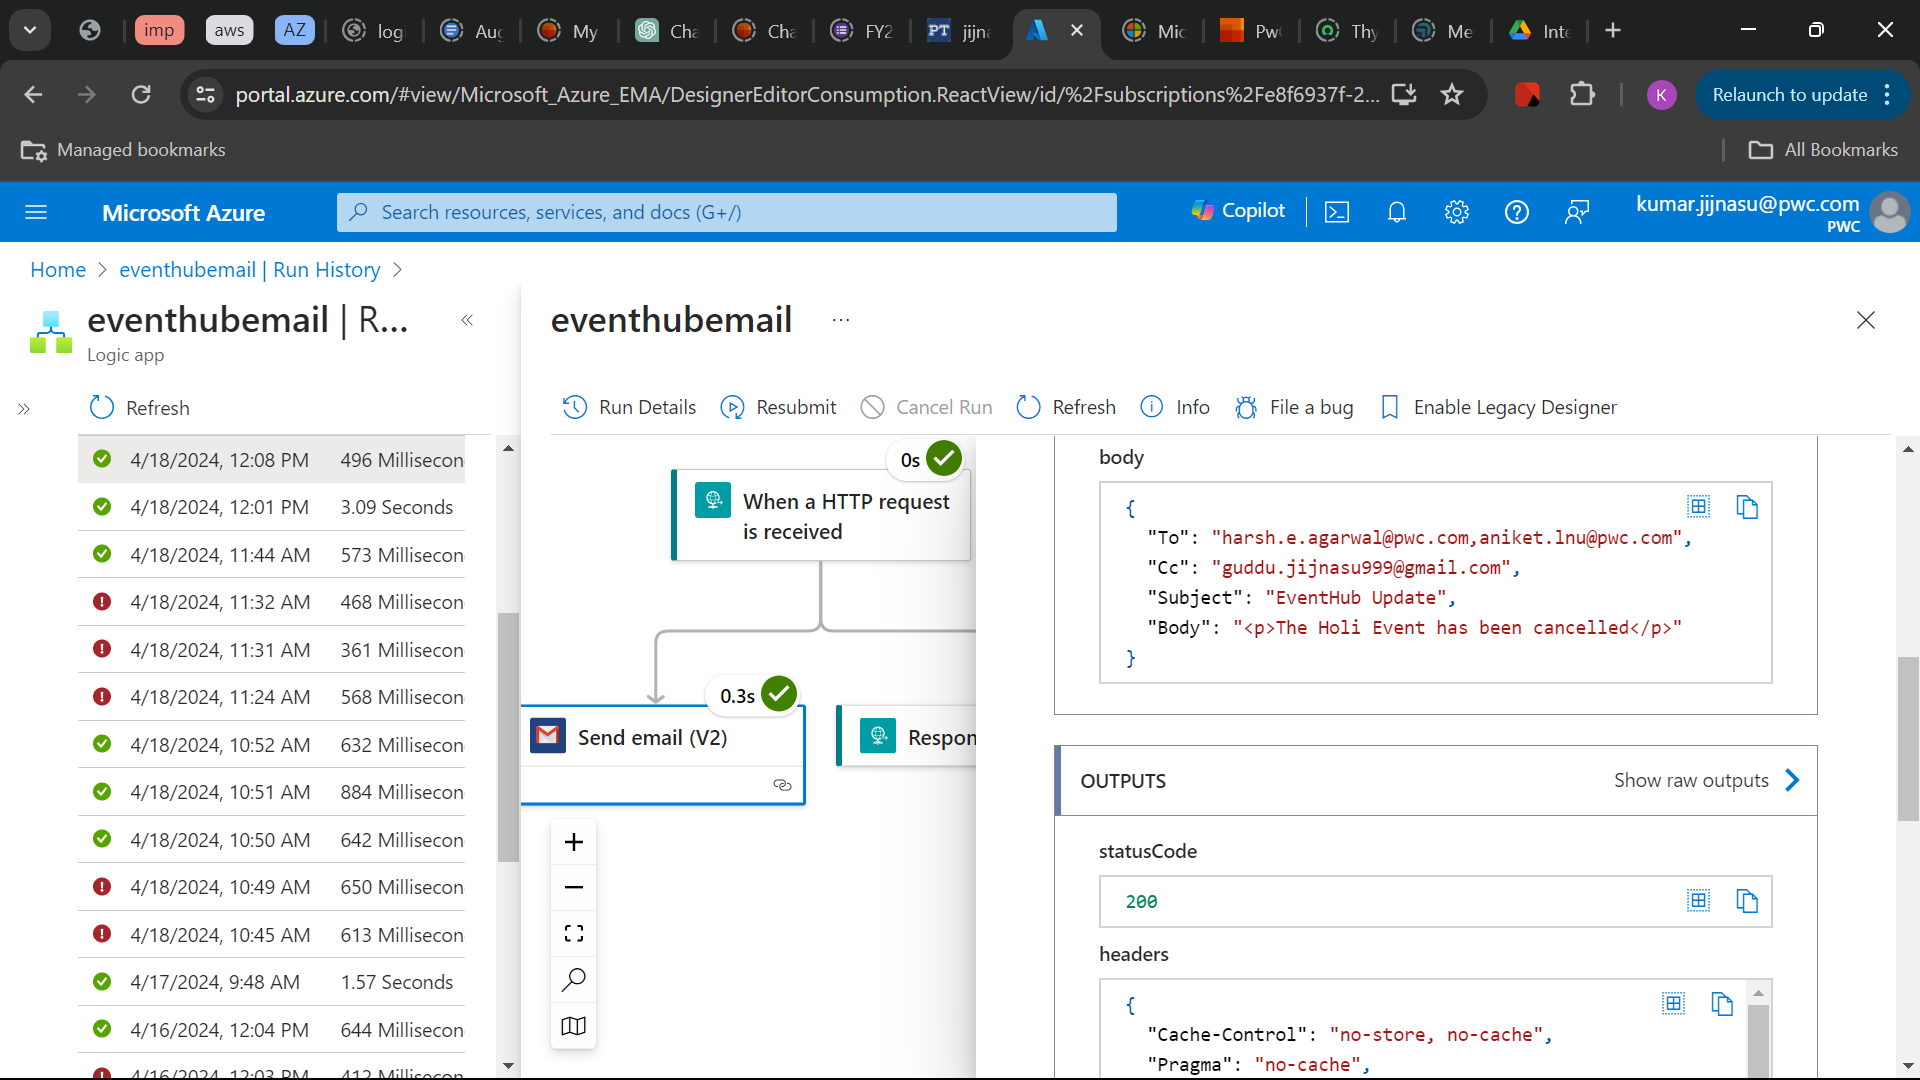 imp
aws
AZ
logi
Aug
My
Cha
Cha
FY2
PT
jijna
Mic
Pw
Thy
Me
Inte
portal.azure.com/#view/Microsoft_Azure_EMA/DesignerEditorConsumption.ReactView/id/%2Fsubscriptions%2Fe8f6937f-2...
K
Relaunch to update
Managed bookmarks
All Bookmarks
Microsoft Azure
Search resources, services, and docs (G+/)
Copilot
kumar.jijnasu@pwc.com
PWC
Home > eventhubemail | Run History >
eventhubemail | R...
Logic app
«
»
Refresh
4/18/2024, 12:08 PM 496 Millisecon
4/18/2024, 12:01 PM 3.09 Seconds
4/18/2024, 11:44 AM 573 Millisecon
4/18/2024, 11:32 AM 468 Millisecon
4/18/2024, 11:31 AM 361 Millisecon
4/18/2024, 11:24 AM 568 Millisecon
4/18/2024, 10:52 AM 632 Millisecon
4/18/2024, 10:51 AM 884 Millisecon
4/18/2024, 10:50 AM 642 Millisecon
4/18/2024, 10:49 AM 650 Millisecon
4/18/2024, 10:45 AM 613 Millisecon
4/17/2024, 9:48 AM 1.57 Seconds
4/16/2024, 12:04 PM 644 Millisecon
4/16/2024, 12:03 PM 412 Millisecon
eventhubemail ...
Run Details
Resubmit
Cancel Run
Refresh
Info
File a bug
Enable Legacy Designer
0s
When a HTTP request
is received
0.3s
Send email (V2)
Respon
body
{
"To": "harsh.e.agarwal@pwc.com,aniket.lnu@pwc.com",
"Cc": "guddu.jijnasu999@gmail.com",
"Subject": "EventHub Update",
"Body": "<p>The Holi Event has been cancelled</p>"
}
OUTPUTS
Show raw outputs
statusCode
200
headers
{
"Cache-Control": "no-store, no-cache",
"Pragma": "no-cache",